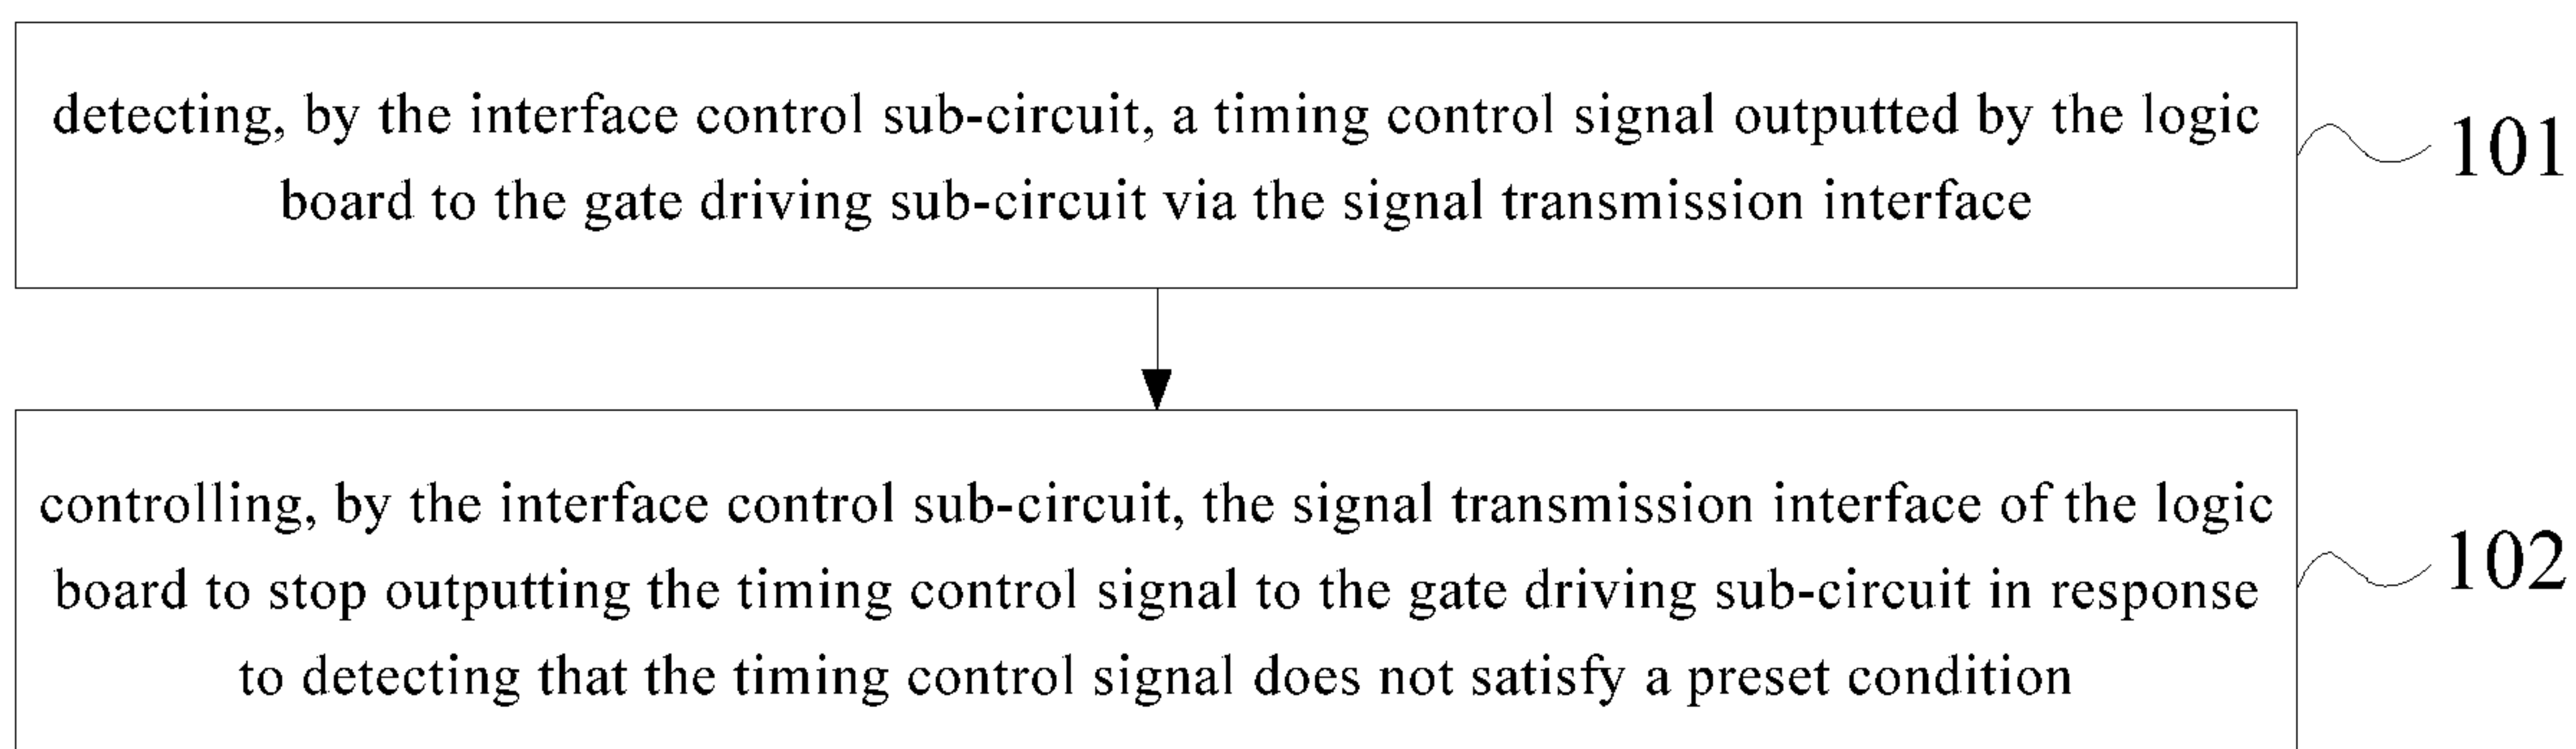 detecting, by the interface control sub-circuit, a timing control signal outputted by the logic
board to the gate driving sub-circuit via the signal transmission interface
101
controlling, by the interface control sub-circuit, the signal transmission interface of the logic
board to stop outputting the timing control signal to the gate driving sub-circuit in response
to detecting that the timing control signal does not satisfy a preset condition
102